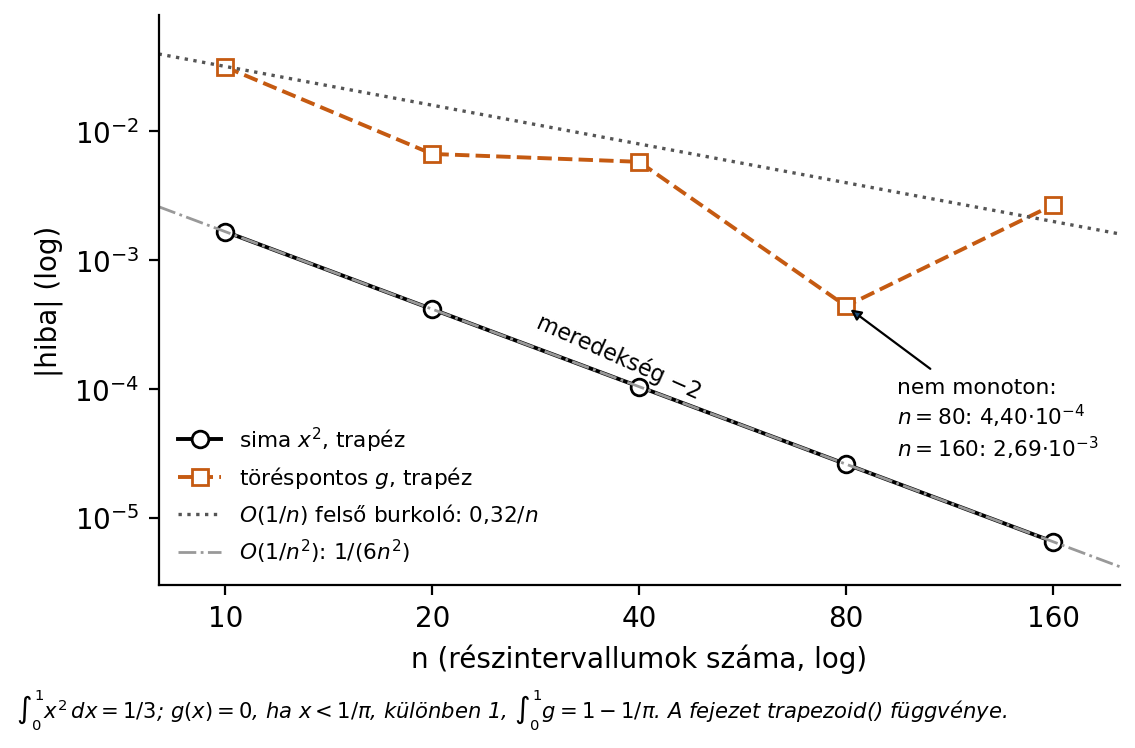 |hiba| (log)
10⁻²
10⁻³
10⁻⁴
10⁻⁵
meredekség −2
nem monoton:
n = 80: 4,40·10⁻⁴
n = 160: 2,69·10⁻³
sima x², trapéz
töréspontos g, trapéz
O(1/n) felső burkoló: 0,32/n
O(1/n²): 1/(6n²)
10 20 40 80 160
n (részintervallumok száma, log)
∫₀¹ x² dx = 1/3; g(x) = 0, ha x < 1/π, különben 1, ∫₀¹ g = 1 − 1/π. A fejezet trapezoid() függvénye.